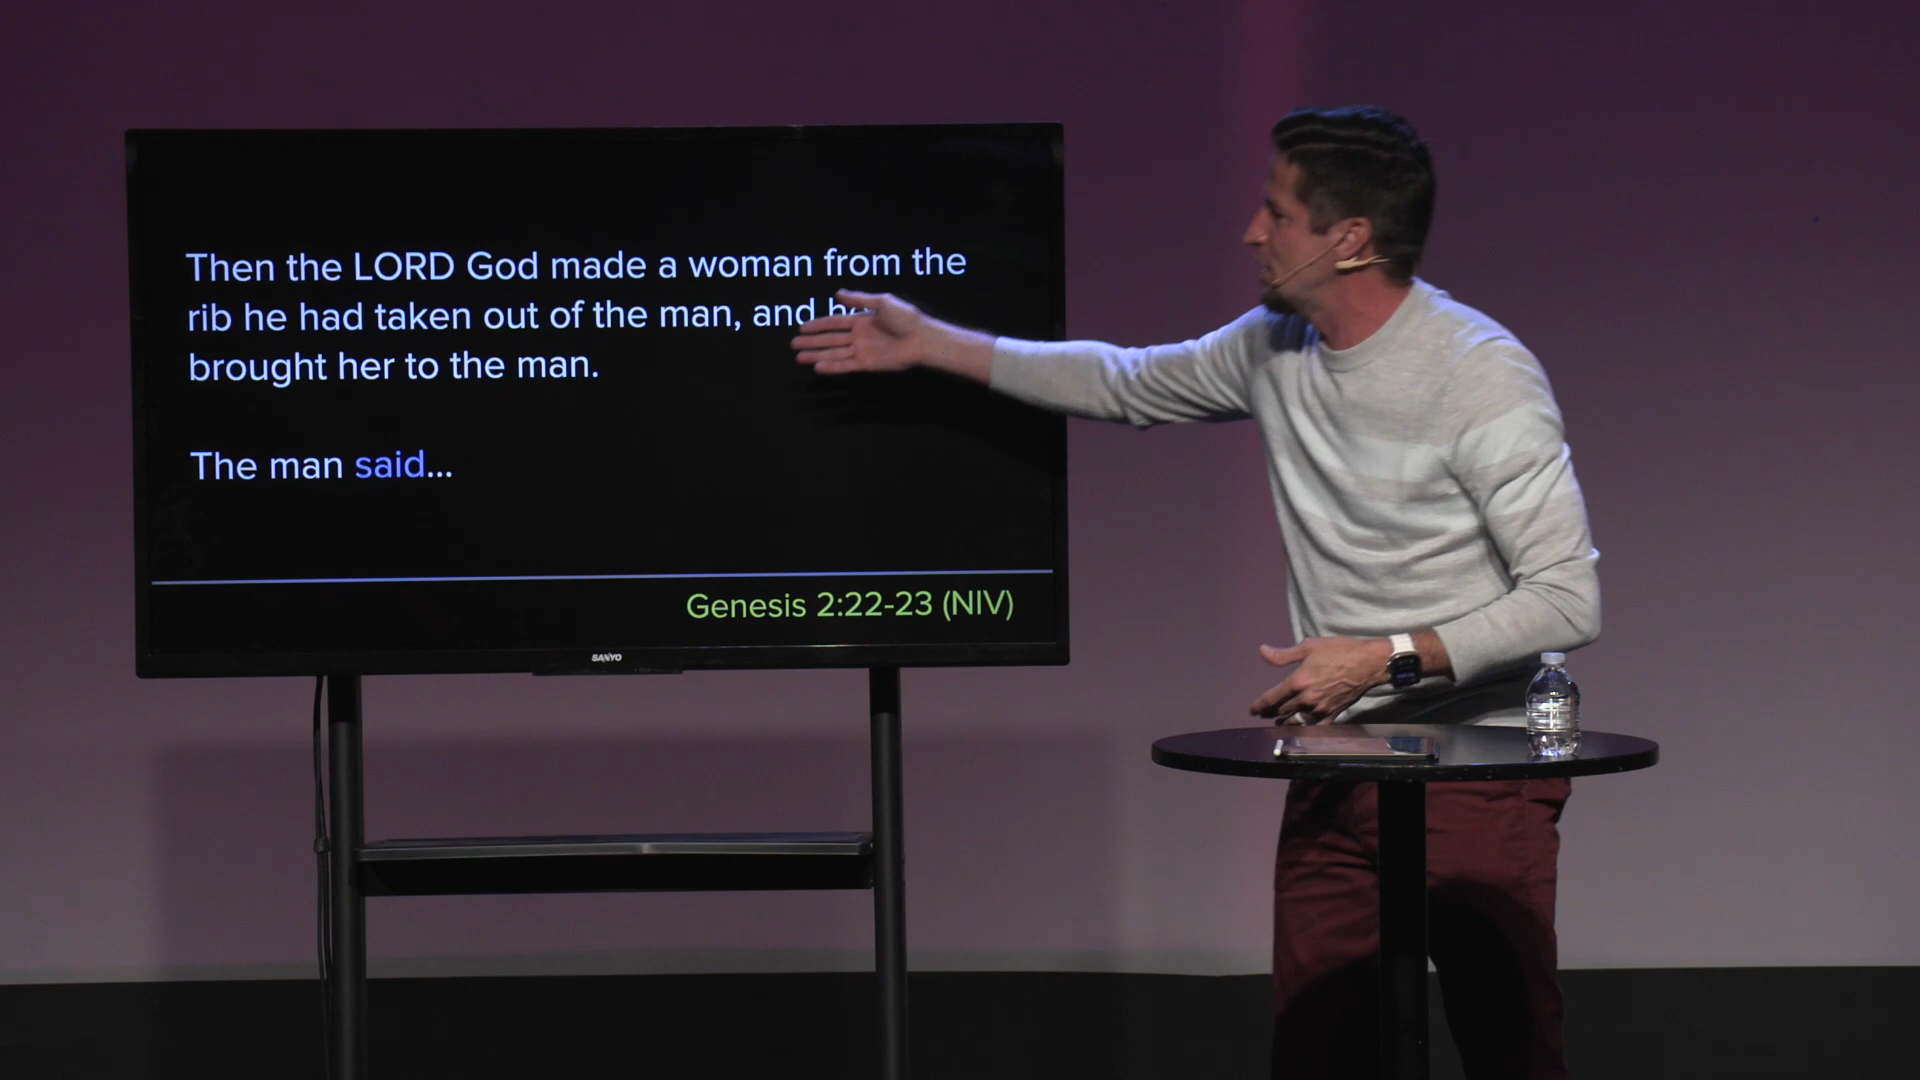 Then the LORD God made a woman from the
rib he had taken out of the man, and he
brought her to the man.
The man said...
Genesis 2:22-23 (NIV)
SANYO